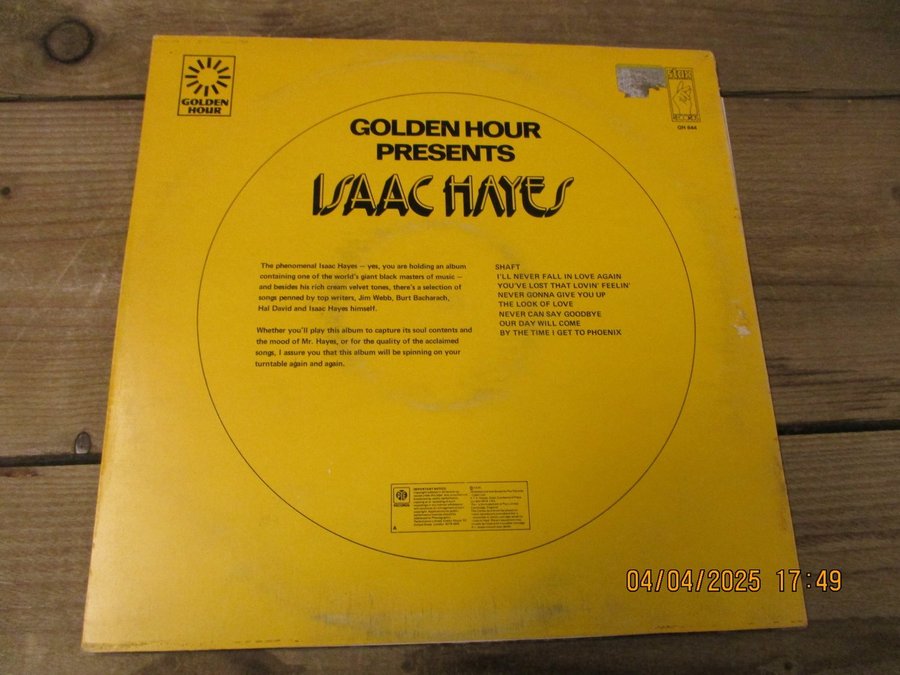 GOLDEN
HOUR
stax
RECORDS
GH 844
GOLDEN HOUR
PRESENTS
ISAAC HAYES
The phenomenal Isaac Hayes – yes, you are holding an album
containing one of the world's giant black masters of music –
and besides his rich cream velvet tones, there's a selection of
songs penned by top writers, Jim Webb, Burt Bacharach,
Hal David and Isaac Hayes himself.
Whether you'll play this album to capture its soul contents and
the mood of Mr. Hayes, or for the quality of the acclaimed
songs, I assure you that this album will be spinning on your
turntable again and again.
SHAFT
I'LL NEVER FALL IN LOVE AGAIN
YOU'VE LOST THAT LOVIN' FEELIN'
NEVER GONNA GIVE YOU UP
THE LOOK OF LOVE
NEVER CAN SAY GOODBYE
OUR DAY WILL COME
BY THE TIME I GET TO PHOENIX
PYE
RECORDS
A
IMPORTANT NOTICE
04/04/2025 17:49